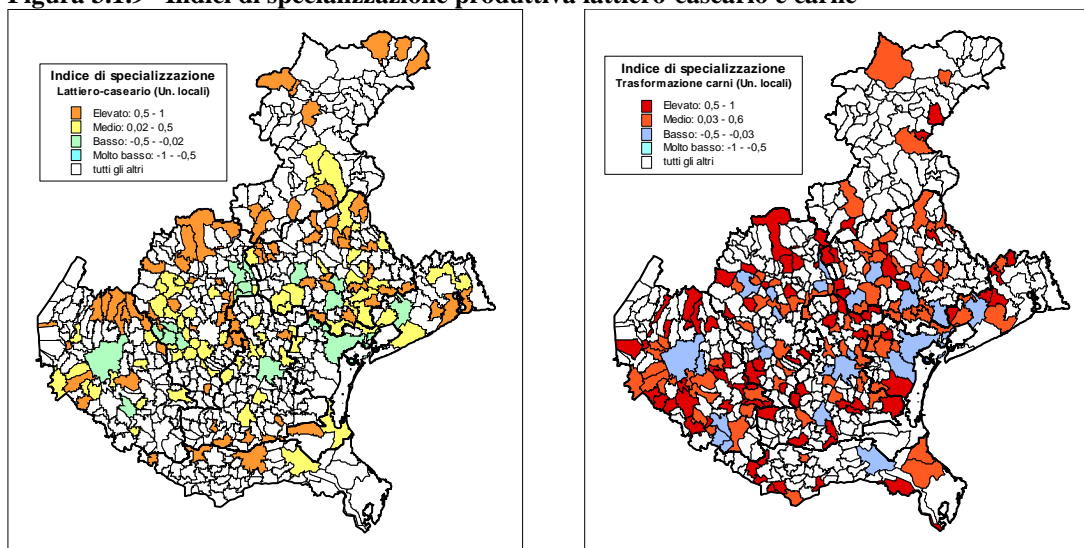 Figura 3.1.9 - Indici di specializzazione produttiva lattiero-caseario e carne
Indice di specializzazione
Lattiero-caseario (Un. locali)
Elevato: 0,5 - 1
Medio: 0,02 - 0,5
Basso: -0,5 - -0,02
Molto basso: -1 - -0,5
tutti gli altri
Indice di specializzazione
Trasformazione carni (Un. locali)
Elevato: 0,5 - 1
Medio: 0,03 - 0,6
Basso: -0,5 - -0,03
Molto basso: -1 - -0,5
tutti gli altri